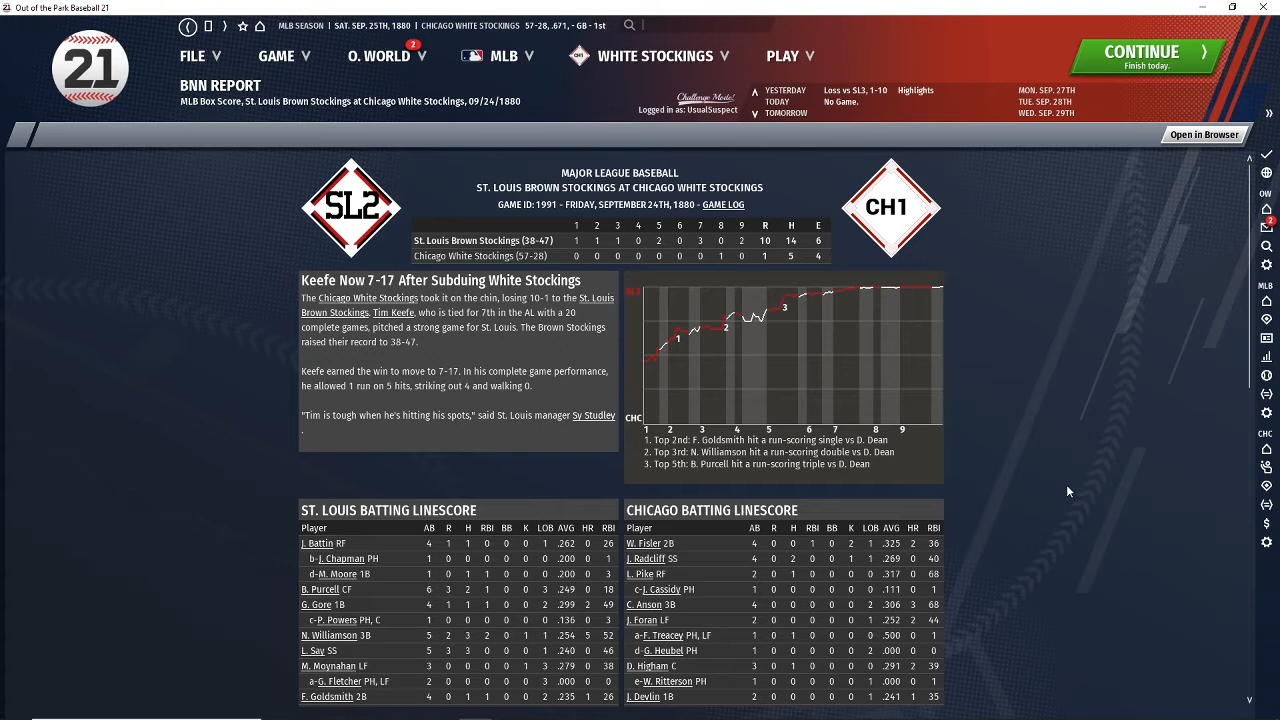 Out of the Park Baseball 21
MLB SEASON | SAT. SEP. 25TH, 1880 | CHICAGO WHITE STOCKINGS 57-28, .671, - GB - 1st
21
FILE GAME O. WORLD 2 MLB CH1 WHITE STOCKINGS PLAY
CONTINUE
Finish today.
BNN REPORT
MLB Box Score, St. Louis Brown Stockings at Chicago White Stockings, 09/24/1880
Challenge Mode!
Logged in as: UsualSuspect
YESTERDAY Loss vs SL3, 1-10 Highlights MON. SEP. 27TH
TODAY No Game. TUE. SEP. 28TH
TOMORROW WED. SEP. 29TH
Open in Browser
SL2
MAJOR LEAGUE BASEBALL
ST. LOUIS BROWN STOCKINGS AT CHICAGO WHITE STOCKINGS
GAME ID: 1991 - FRIDAY, SEPTEMBER 24TH, 1880 - GAME LOG
CH1
1 2 3 4 5 6 7 8 9 R H E
St. Louis Brown Stockings (38-47) 1 1 1 0 2 0 3 0 2 10 14 6
Chicago White Stockings (57-28) 0 0 0 0 0 0 0 1 0 1 5 4
Keefe Now 7-17 After Subduing White Stockings
The Chicago White Stockings took it on the chin, losing 10-1 to the St. Louis
Brown Stockings. Tim Keefe, who is tied for 7th in the AL with a 20
complete games, pitched a strong game for St. Louis. The Brown Stockings
raised their record to 38-47.
Keefe earned the win to move to 7-17. In his complete game performance,
he allowed 1 run on 5 hits, striking out 4 and walking 0.
"Tim is tough when he's hitting his spots," said St. Louis manager Sy Studley
.
1 2 3
CHC
1 2 3 4 5 6 7 8 9
1. Top 2nd: F. Goldsmith hit a run-scoring single vs D. Dean
2. Top 3rd: N. Williamson hit a run-scoring double vs D. Dean
3. Top 5th: B. Purcell hit a run-scoring triple vs D. Dean
ST. LOUIS BATTING LINESCORE
Player AB R H RBI BB K LOB AVG HR RBI
J. Battin RF 4 1 1 0 0 0 1 .262 0 26
b-J. Chapman PH 1 0 0 0 0 0 0 .200 0 1
d-M. Moore 1B 1 0 1 1 0 0 0 .200 0 3
B. Purcell CF 6 3 2 1 0 0 3 .249 0 18
G. Gore 1B 4 1 1 1 0 0 2 .299 2 49
c-P. Powers PH, C 1 0 0 0 0 0 0 .136 0 3
N. Williamson 3B 5 2 3 2 0 1 1 .254 5 52
L. Say SS 5 3 3 0 0 0 1 .240 0 46
M. Moynahan LF 3 0 0 0 0 1 3 .279 0 38
a-G. Fletcher PH, LF 2 0 0 0 0 0 3 .000 0 0
F. Goldsmith 2B 4 0 1 1 0 0 2 .235 1 26
CHICAGO BATTING LINESCORE
Player AB R H RBI BB K LOB AVG HR RBI
W. Fisler 2B 4 0 0 1 0 2 1 .325 2 36
J. Radcliff SS 4 0 2 0 0 1 1 .269 0 40
L. Pike RF 2 0 1 0 0 0 0 .317 0 68
c-J. Cassidy PH 1 0 0 0 0 0 0 .111 0 1
C. Anson 3B 4 0 0 0 0 0 2 .306 3 68
J. Foran LF 2 0 0 0 0 0 1 .252 2 44
a-F. Treacey PH, LF 1 0 1 0 0 0 0 .500 0 1
d-G. Heubel PH 1 0 0 0 0 0 2 .000 0 0
D. Higham C 3 0 1 0 0 0 0 .291 2 39
e-W. Ritterson PH 1 0 0 0 0 0 0 .000 0 1
J. Devlin 1B 2 0 0 0 0 0 1 .241 1 35
OW
2
MLB
CHC